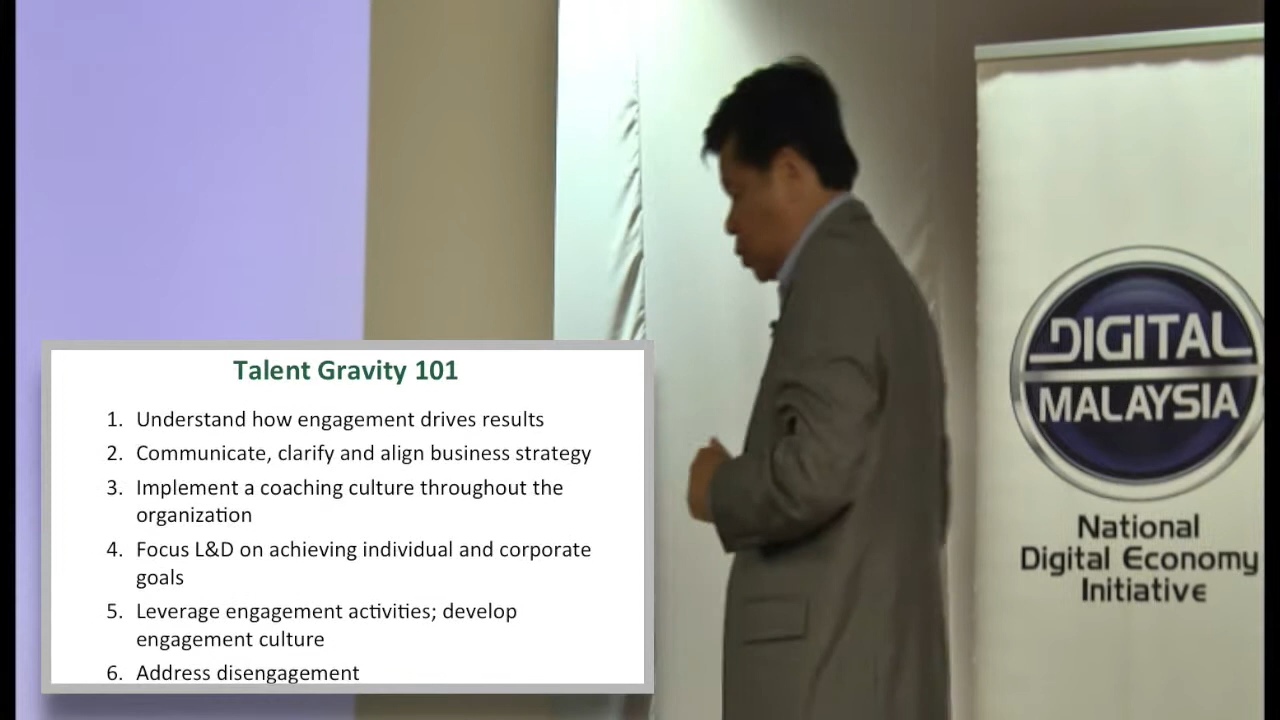 Talent Gravity 101
1. Understand how engagement drives results
2. Communicate, clarify and align business strategy
3. Implement a coaching culture throughout the
organization
4. Focus L&D on achieving individual and corporate
goals
5. Leverage engagement activities; develop
engagement culture
6. Address disengagement
DIGITAL
MALAYSIA
National
Digital Economy
Initiative